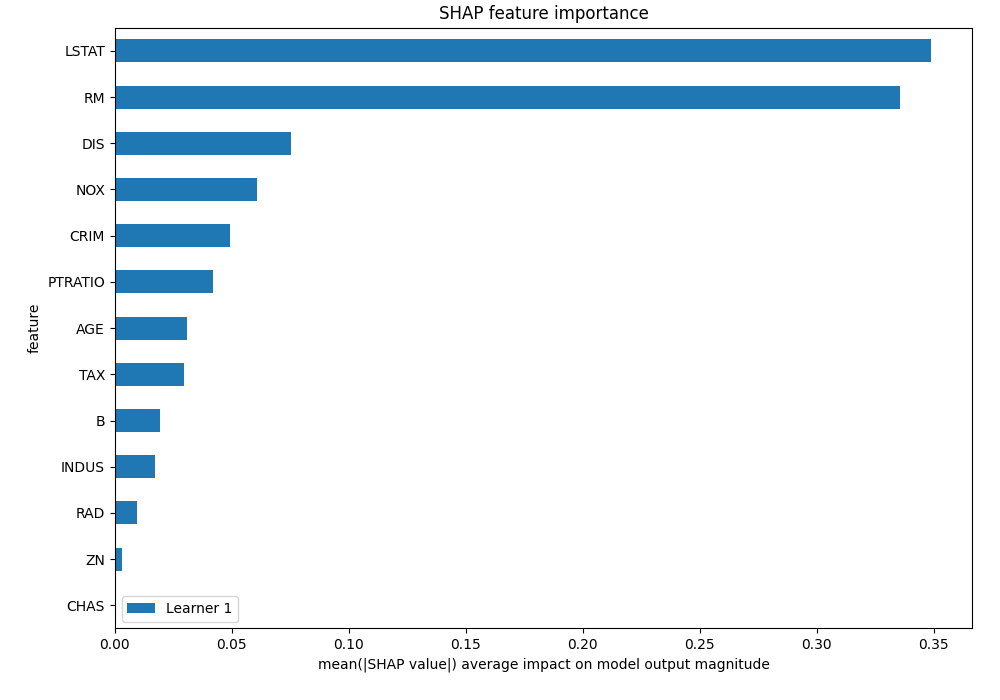 SHAP feature importance
LSTAT
RM
DIS
NOX
CRIM
PTRATIO
AGE
TAX
B
INDUS
RAD
ZN
CHAS
feature
Learner 1
0.00 0.05 0.10 0.15 0.20 0.25 0.30 0.35
mean(|SHAP value|) average impact on model output magnitude